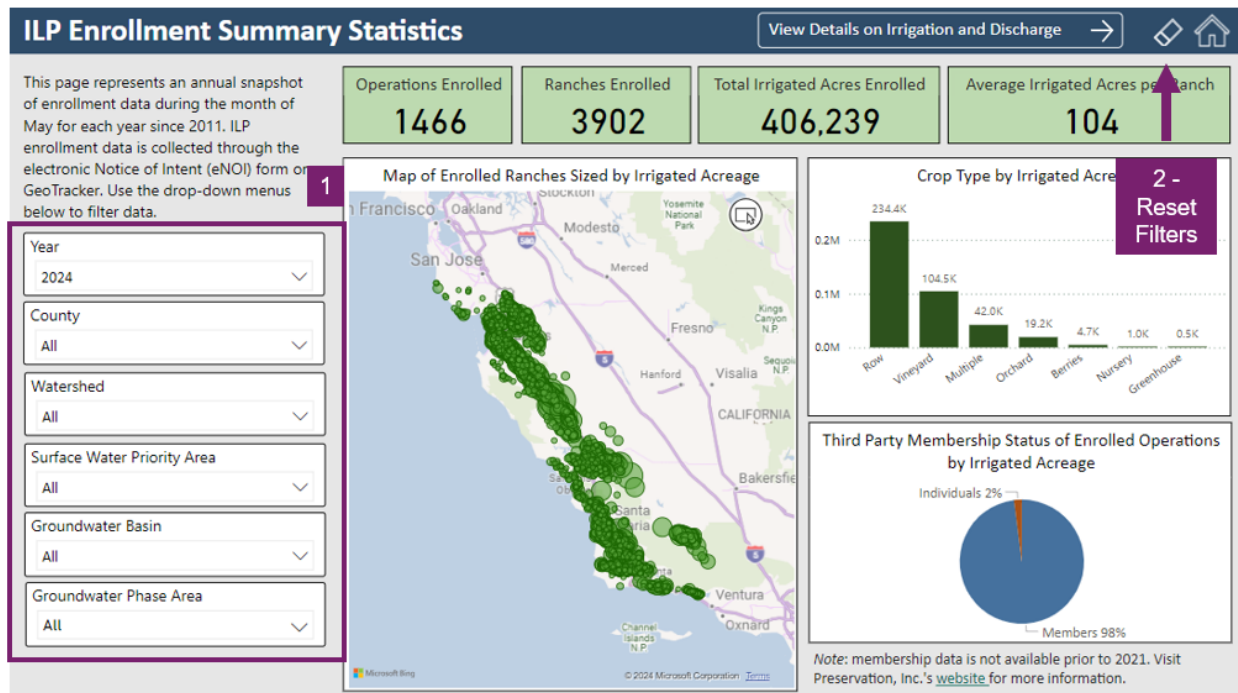 ILP Enrollment Summary Statistics
View Details on Irrigation and Discharge
This page represents an annual snapshot
of enrollment data during the month of
May for each year since 2011. ILP
enrollment data is collected through the
electronic Notice of Intent (eNOI) form on
GeoTracker. Use the drop-down menus
below to filter data.
1
Year
2024
County
All
Watershed
All
Surface Water Priority Area
All
Groundwater Basin
All
Groundwater Phase Area
All
Operations Enrolled
1466
Ranches Enrolled
3902
Total Irrigated Acres Enrolled
406,239
Average Irrigated Acres per Ranch
104
Map of Enrolled Ranches Sized by Irrigated Acreage
Stockton
Francisco
Oakland
Yosemite
National
Park
580
Modesto
San Jose
Merced
Kings
Canyon
N.P.
Fresno
5
Sequoia
N.P.
Hanford
Visalia
CALIFORNIA
Bakersfie
Santa
5
Ventura
Oxnard
Channel
Islands
N.P.
Microsoft Bing
© 2024 Microsoft Corporation
Terms
Crop Type by Irrigated Acre
2 -
Reset
Filters
234.4K
0.2M
104.5K
0.1M
42.0K
19.2K
4.7K
1.0K
0.5K
0.0M
Row
Vineyard
Multiple
Orchard
Berries
Nursery
Greenhouse
Third Party Membership Status of Enrolled Operations
by Irrigated Acreage
Individuals 2%
Members 98%
Note: membership data is not available prior to 2021. Visit
Preservation, Inc.'s website for more information.